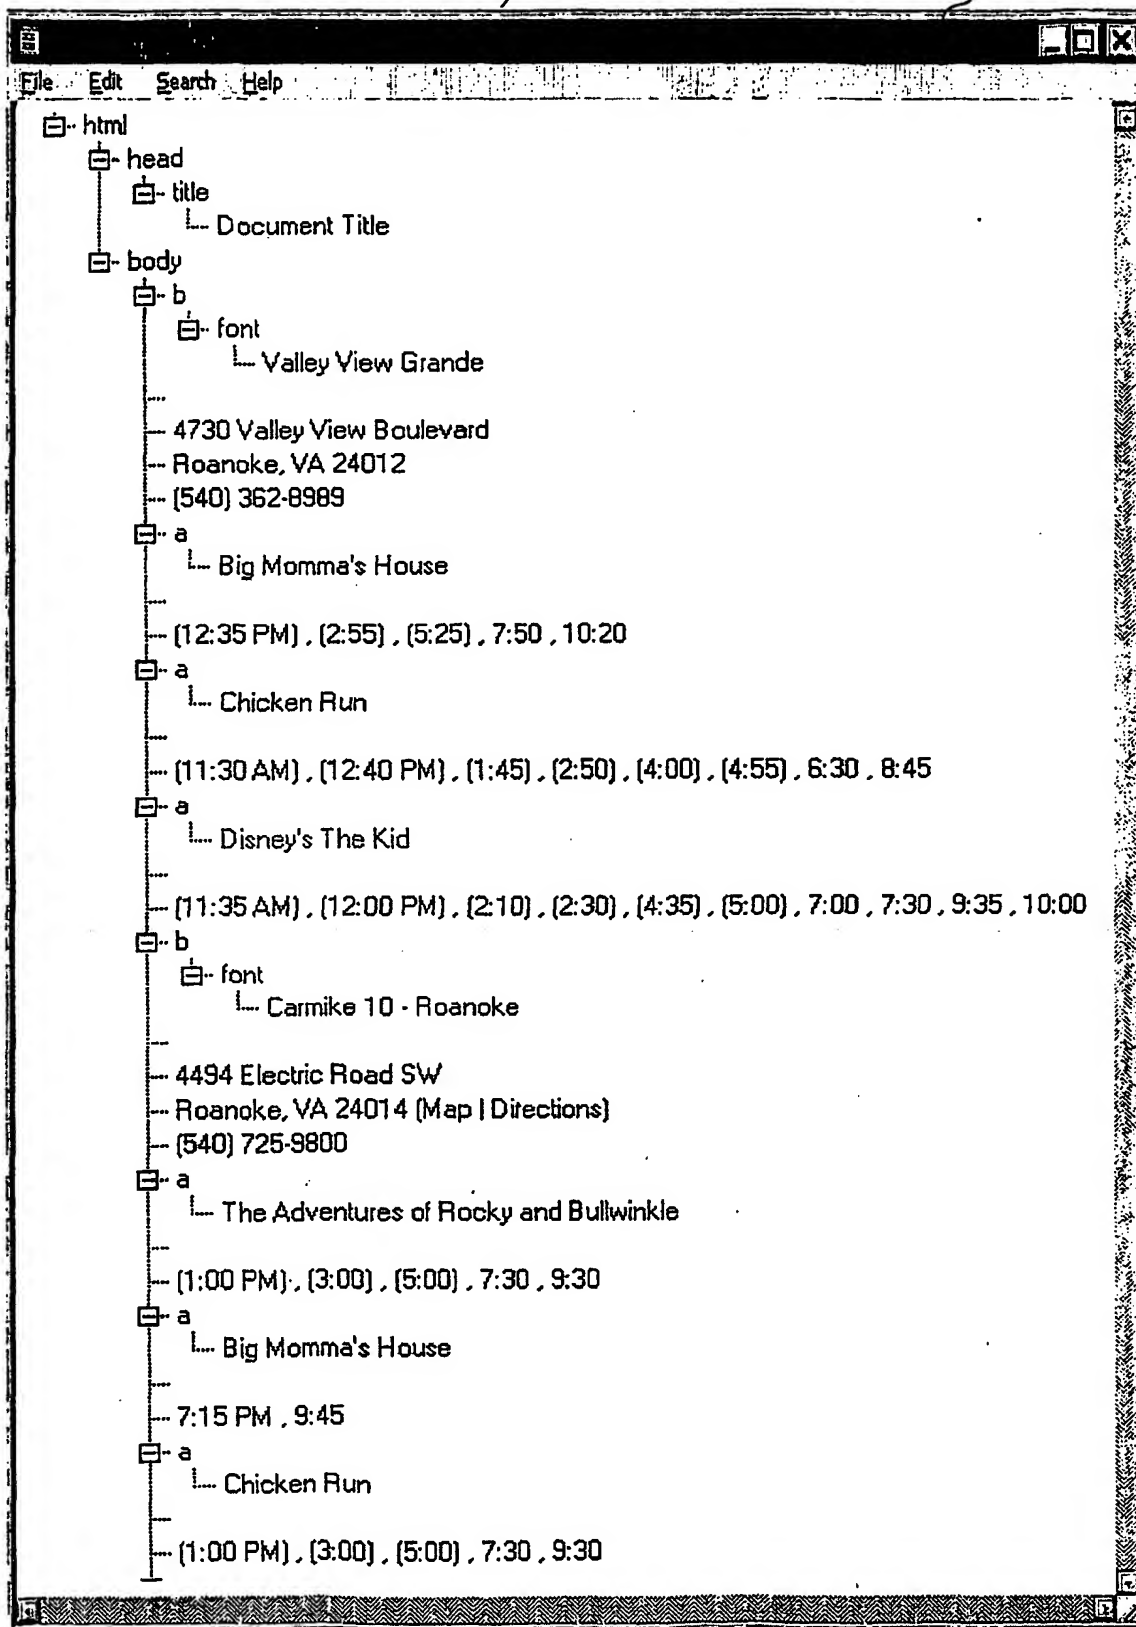 File Edit Search Help
html
head
title
Document Title
body
b
font
Valley View Grande
4730 Valley View Boulevard
Roanoke, VA 24012
(540) 362-8989
a
Big Momma's House
(12:35 PM) , (2:55) , (5:25) , 7:50 , 10:20
a
Chicken Run
(11:30 AM) , (12:40 PM) , (1:45) , (2:50) , (4:00) , (4:55) , 6:30 , 8:45
a
Disney's The Kid
(11:35 AM) , (12:00 PM) , (2:10) , (2:30) , (4:35) , (5:00) , 7:00 , 7:30 , 9:35 , 10:00
b
font
Carmike 10 - Roanoke
4494 Electric Road SW
Roanoke, VA 24014 (Map | Directions)
(540) 725-9800
a
The Adventures of Rocky and Bullwinkle
(1:00 PM) , (3:00) , (5:00) , 7:30 , 9:30
a
Big Momma's House
7:15 PM , 9:45
a
Chicken Run
(1:00 PM) , (3:00) , (5:00) , 7:30 , 9:30